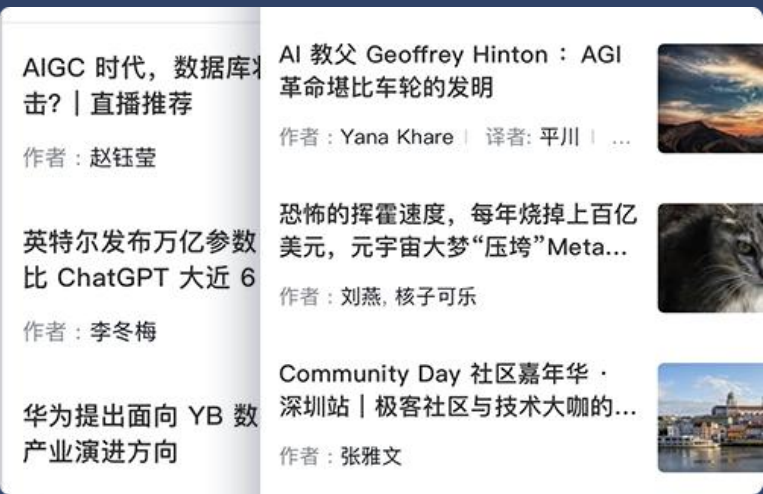 AIGC 时代，数据库
击？| 直播推荐
作者：赵钰莹
英特尔发布万亿参数
比 ChatGPT 大近 6
作者：李冬梅
华为提出面向 YB 数
产业演进方向
AI 教父 Geoffrey Hinton ：AGI
革命堪比车轮的发明
作者：Yana Khare | 译者: 平川 | ...
恐怖的挥霍速度，每年烧掉上百亿
美元，元宇宙大梦“压垮”Meta...
作者：刘燕, 核子可乐
Community Day 社区嘉年华 ·
深圳站｜极客社区与技术大咖的...
作者：张雅文